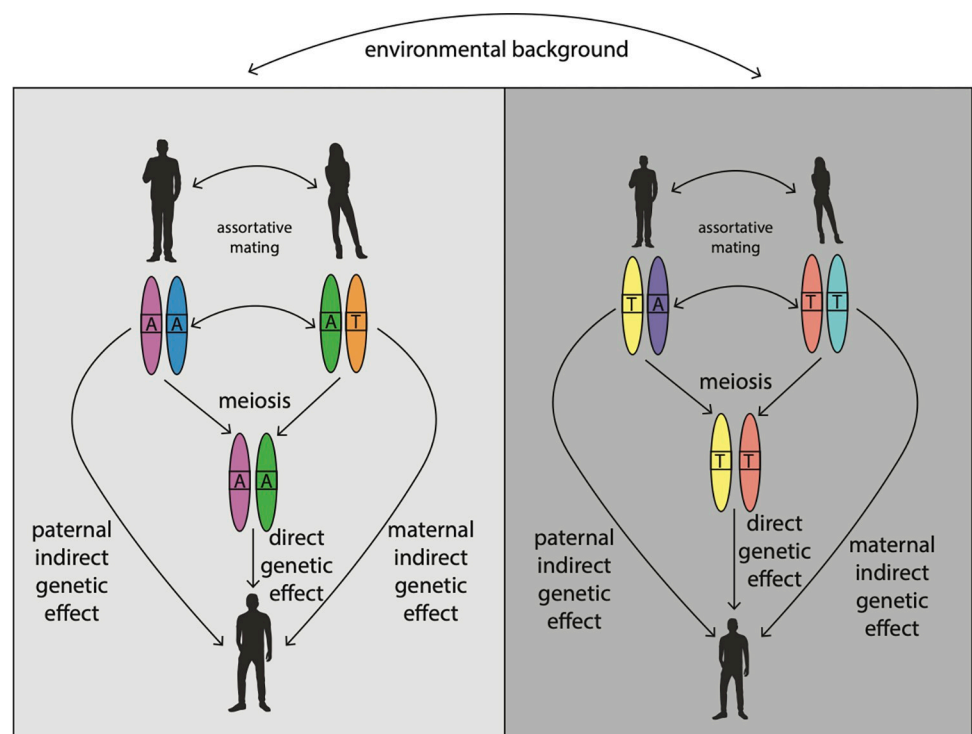 environmental background
assortative
mating
A A
A T
meiosis
A A
paternal
indirect
genetic
effect
direct
genetic
effect
maternal
indirect
genetic
effect
assortative
mating
T A
T T
meiosis
T T
paternal
indirect
genetic
effect
direct
genetic
effect
maternal
indirect
genetic
effect